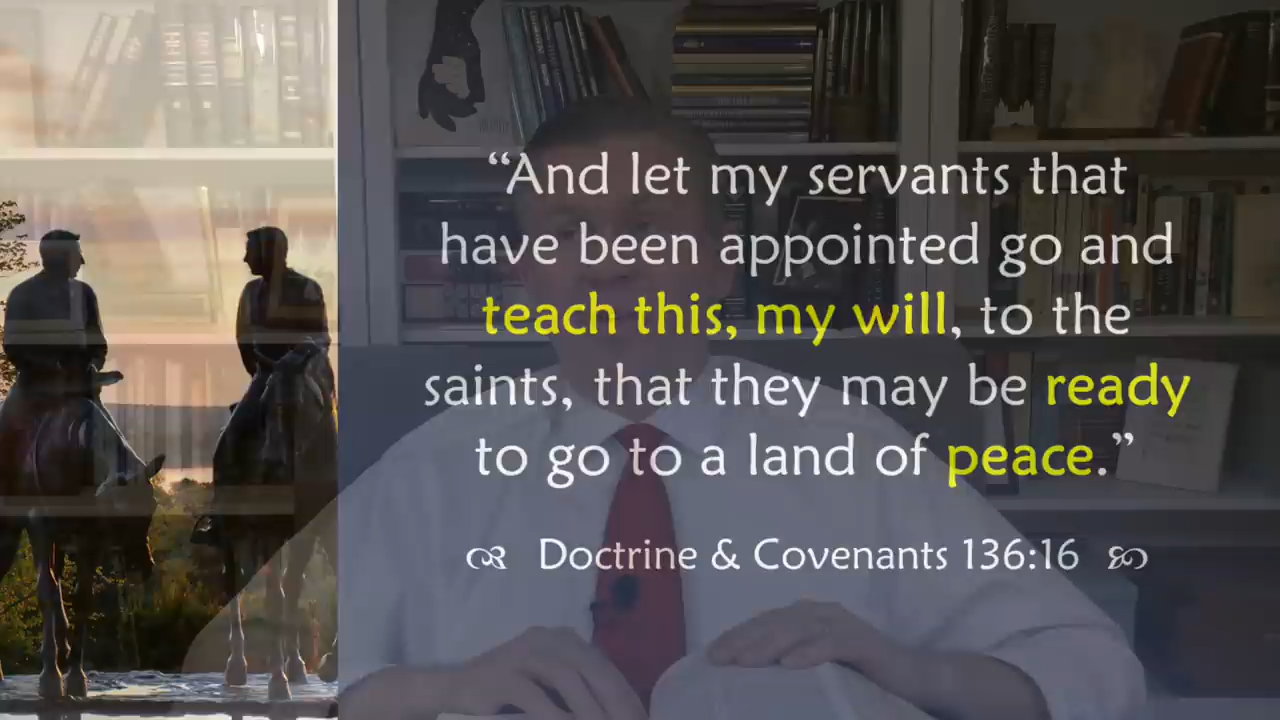 “And let my servants that
have been appointed go and
teach this, my will, to the
saints, that they may be ready
to go to a land of peace.”
Doctrine & Covenants 136:16